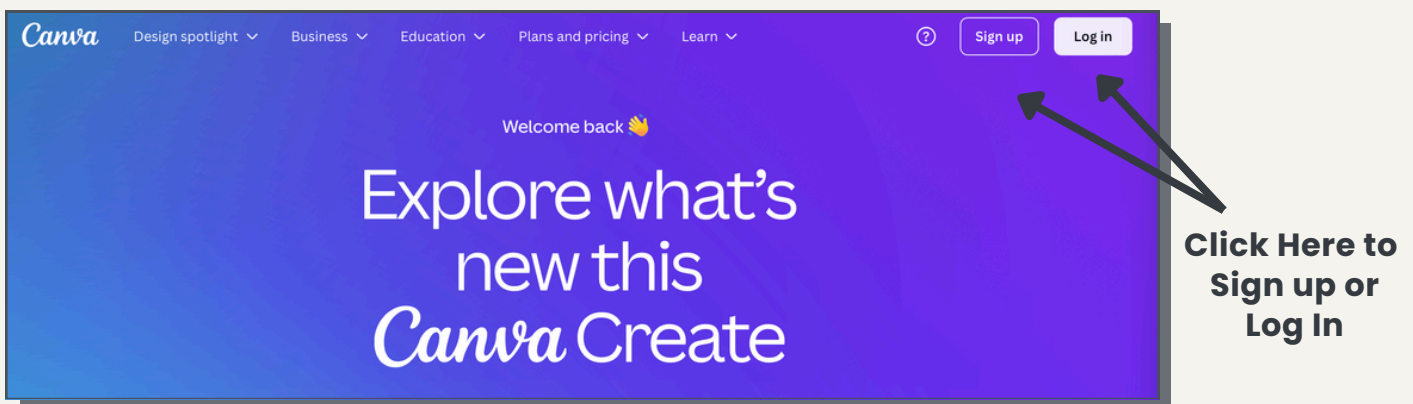 Canva Design spotlight Business Education Plans and pricing Learn ? Sign up Log in
Welcome back 👋
Explore what's
new this
Canva Create
Click Here to
Sign up or
Log In